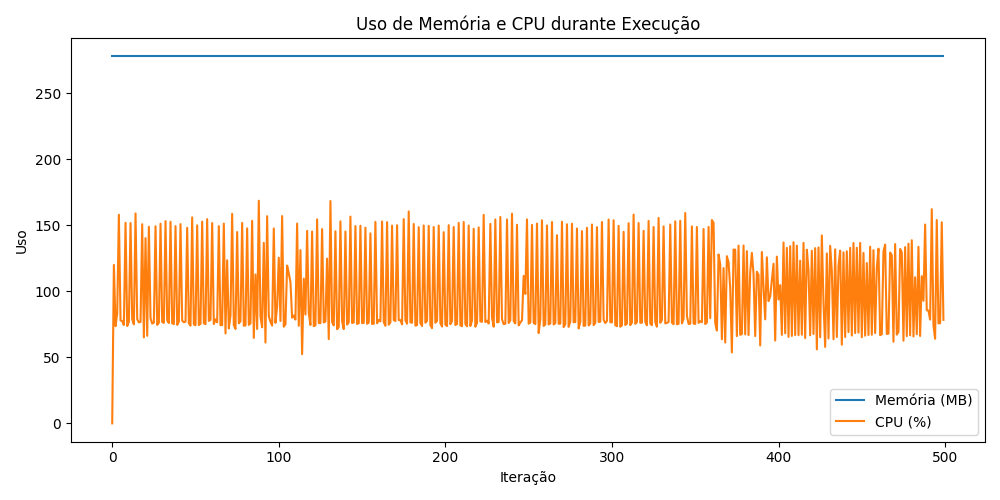 Uso de Memória e CPU durante Execução
Uso
250
200
150
100
50
0
0 100 200 300 400 500
Iteração
Memória (MB)
CPU (%)